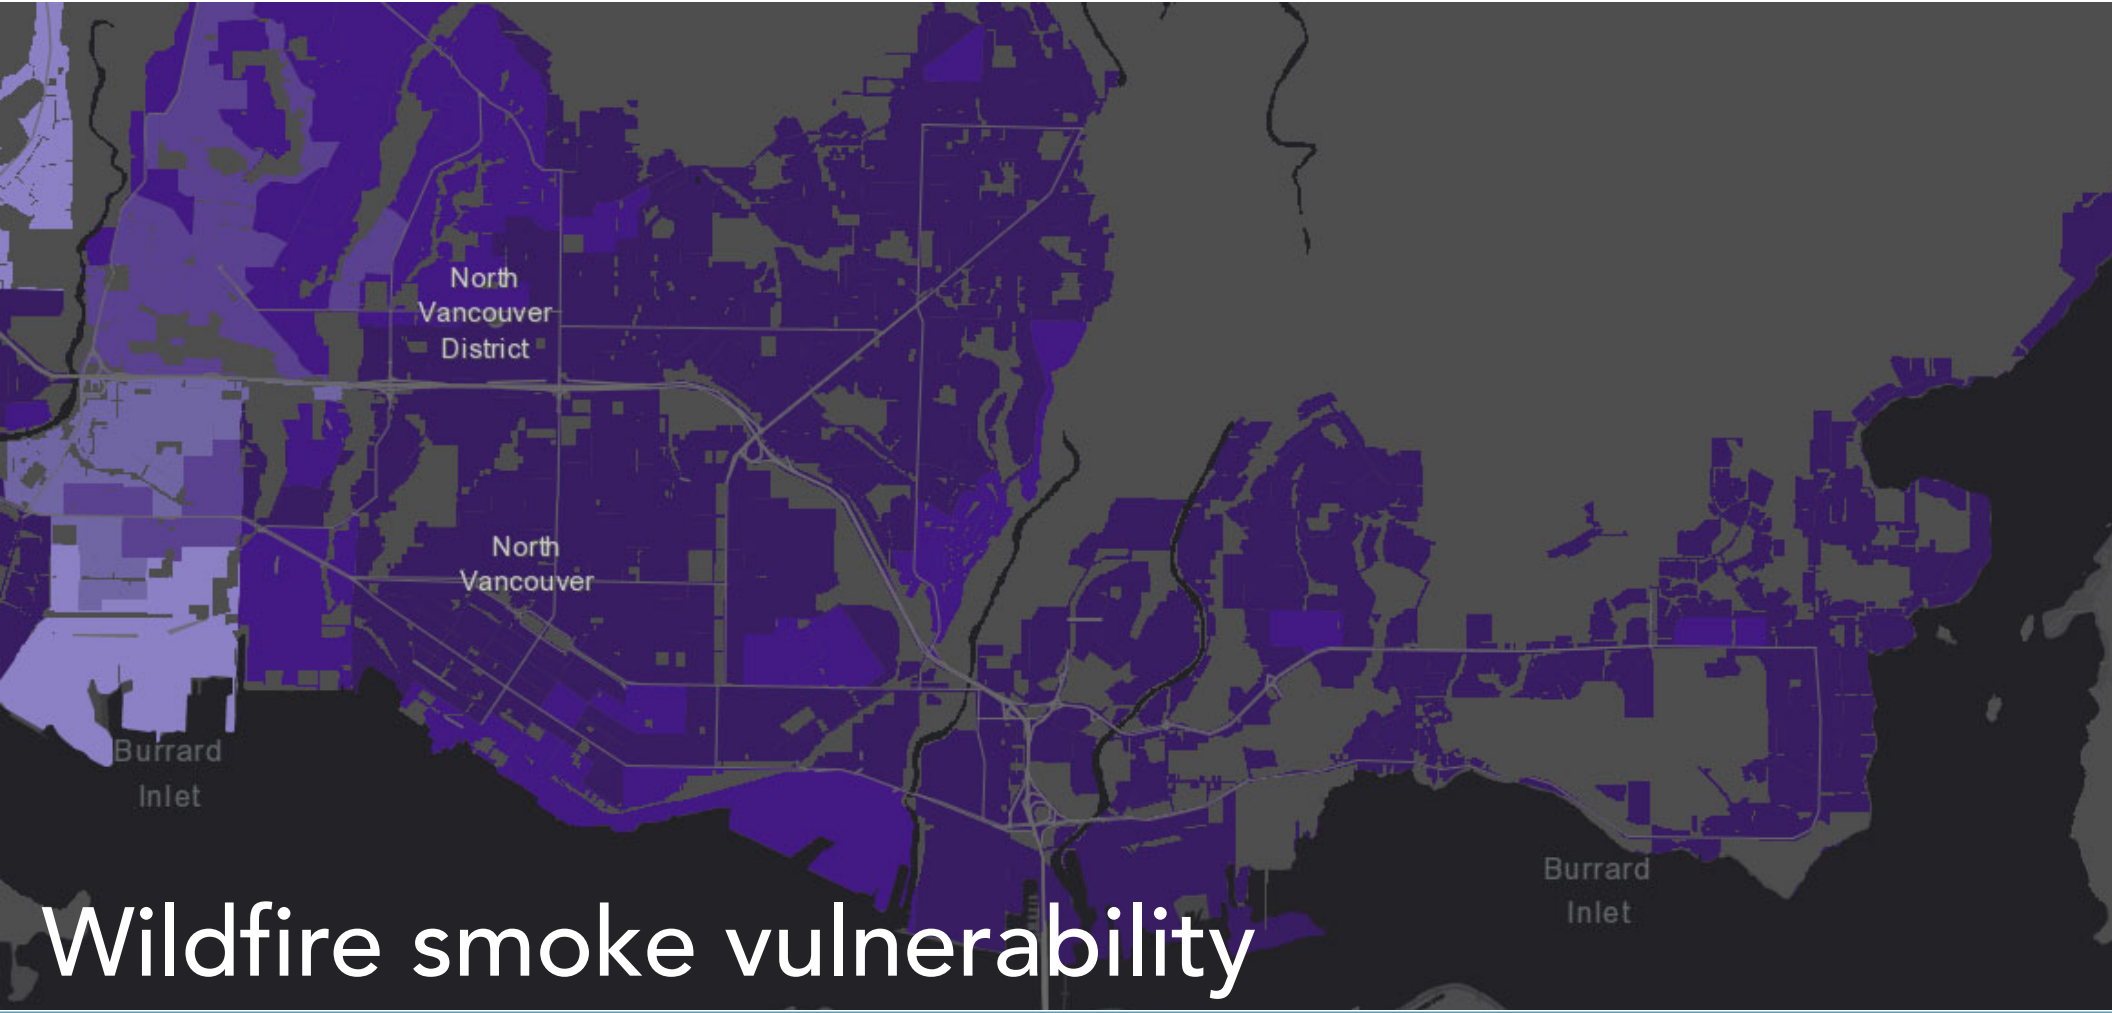 North
Vancouver
District
North
Vancouver
Burrard
Inlet
Burrard
Inlet
Wildfire smoke vulnerability